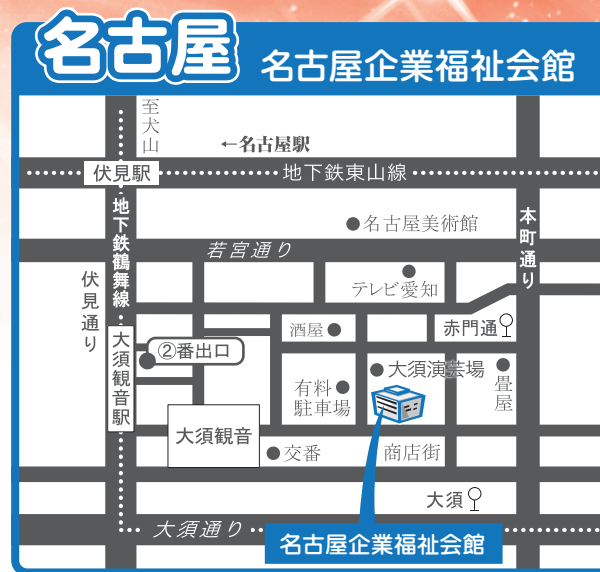 名古屋 名古屋企業福祉会館
至犬山
←名古屋駅
伏見駅
地下鉄東山線
地下鉄鶴舞線
本町通り
名古屋美術館
若宮通り
伏見通り
テレビ愛知
酒屋
赤門通
大須観音駅
②番出口
大須演芸場
畳屋
有料
駐車場
大須観音
交番
商店街
大須
大須通り
名古屋企業福祉会館